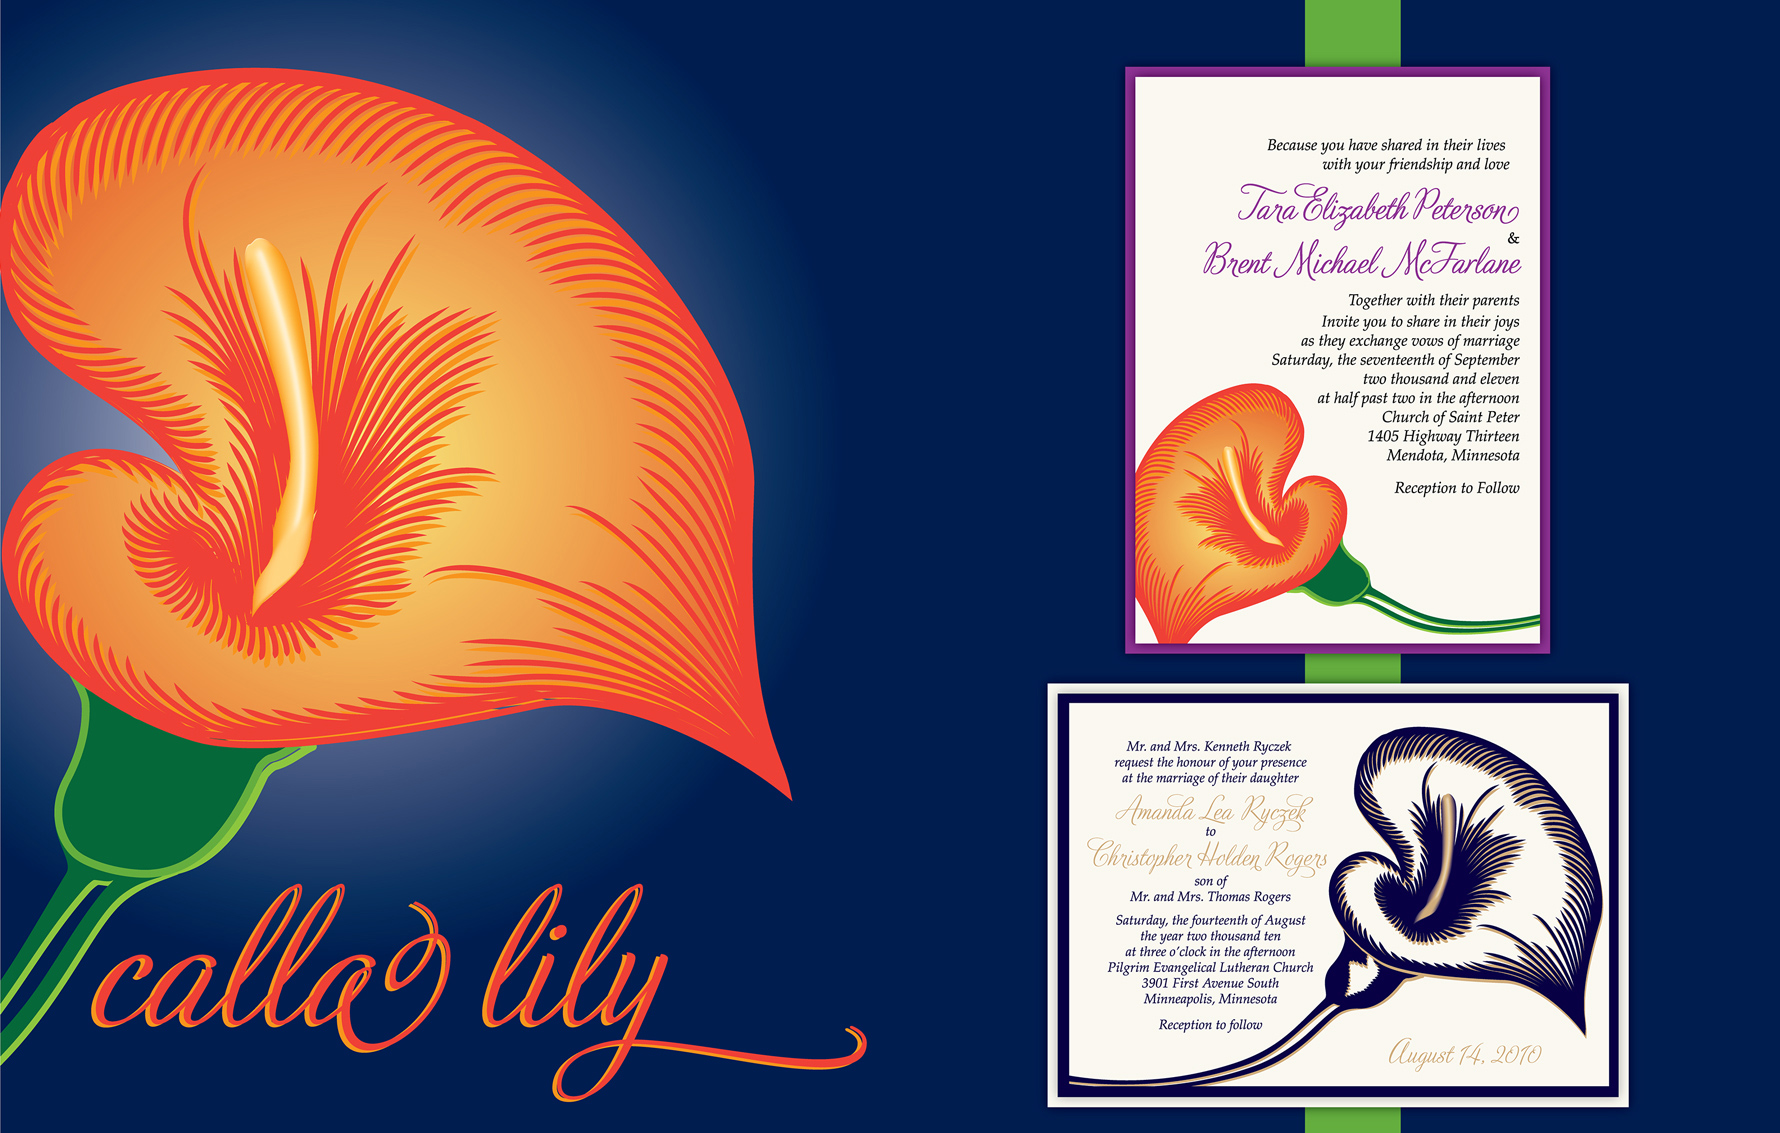 calla lily
Because you have shared in their lives
with your friendship and love
Tara Elizabeth Peterson
&
Brent Michael McFarlane
Together with their parents
Invite you to share in their joys
as they exchange vows of marriage
Saturday, the seventeenth of September
two thousand and eleven
at half past two in the afternoon
Church of Saint Peter
1405 Highway Thirteen
Mendota, Minnesota
Reception to Follow
Mr. and Mrs. Kenneth Ryczek
request the honour of your presence
at the marriage of their daughter
Amanda Lea Ryczek
to
Christopher Holden Rogers
son of
Mr. and Mrs. Thomas Rogers
Saturday, the fourteenth of August
the year two thousand ten
at three o'clock in the afternoon
Pilgrim Evangelical Lutheran Church
3901 First Avenue South
Minneapolis, Minnesota
Reception to follow
August 14, 2010